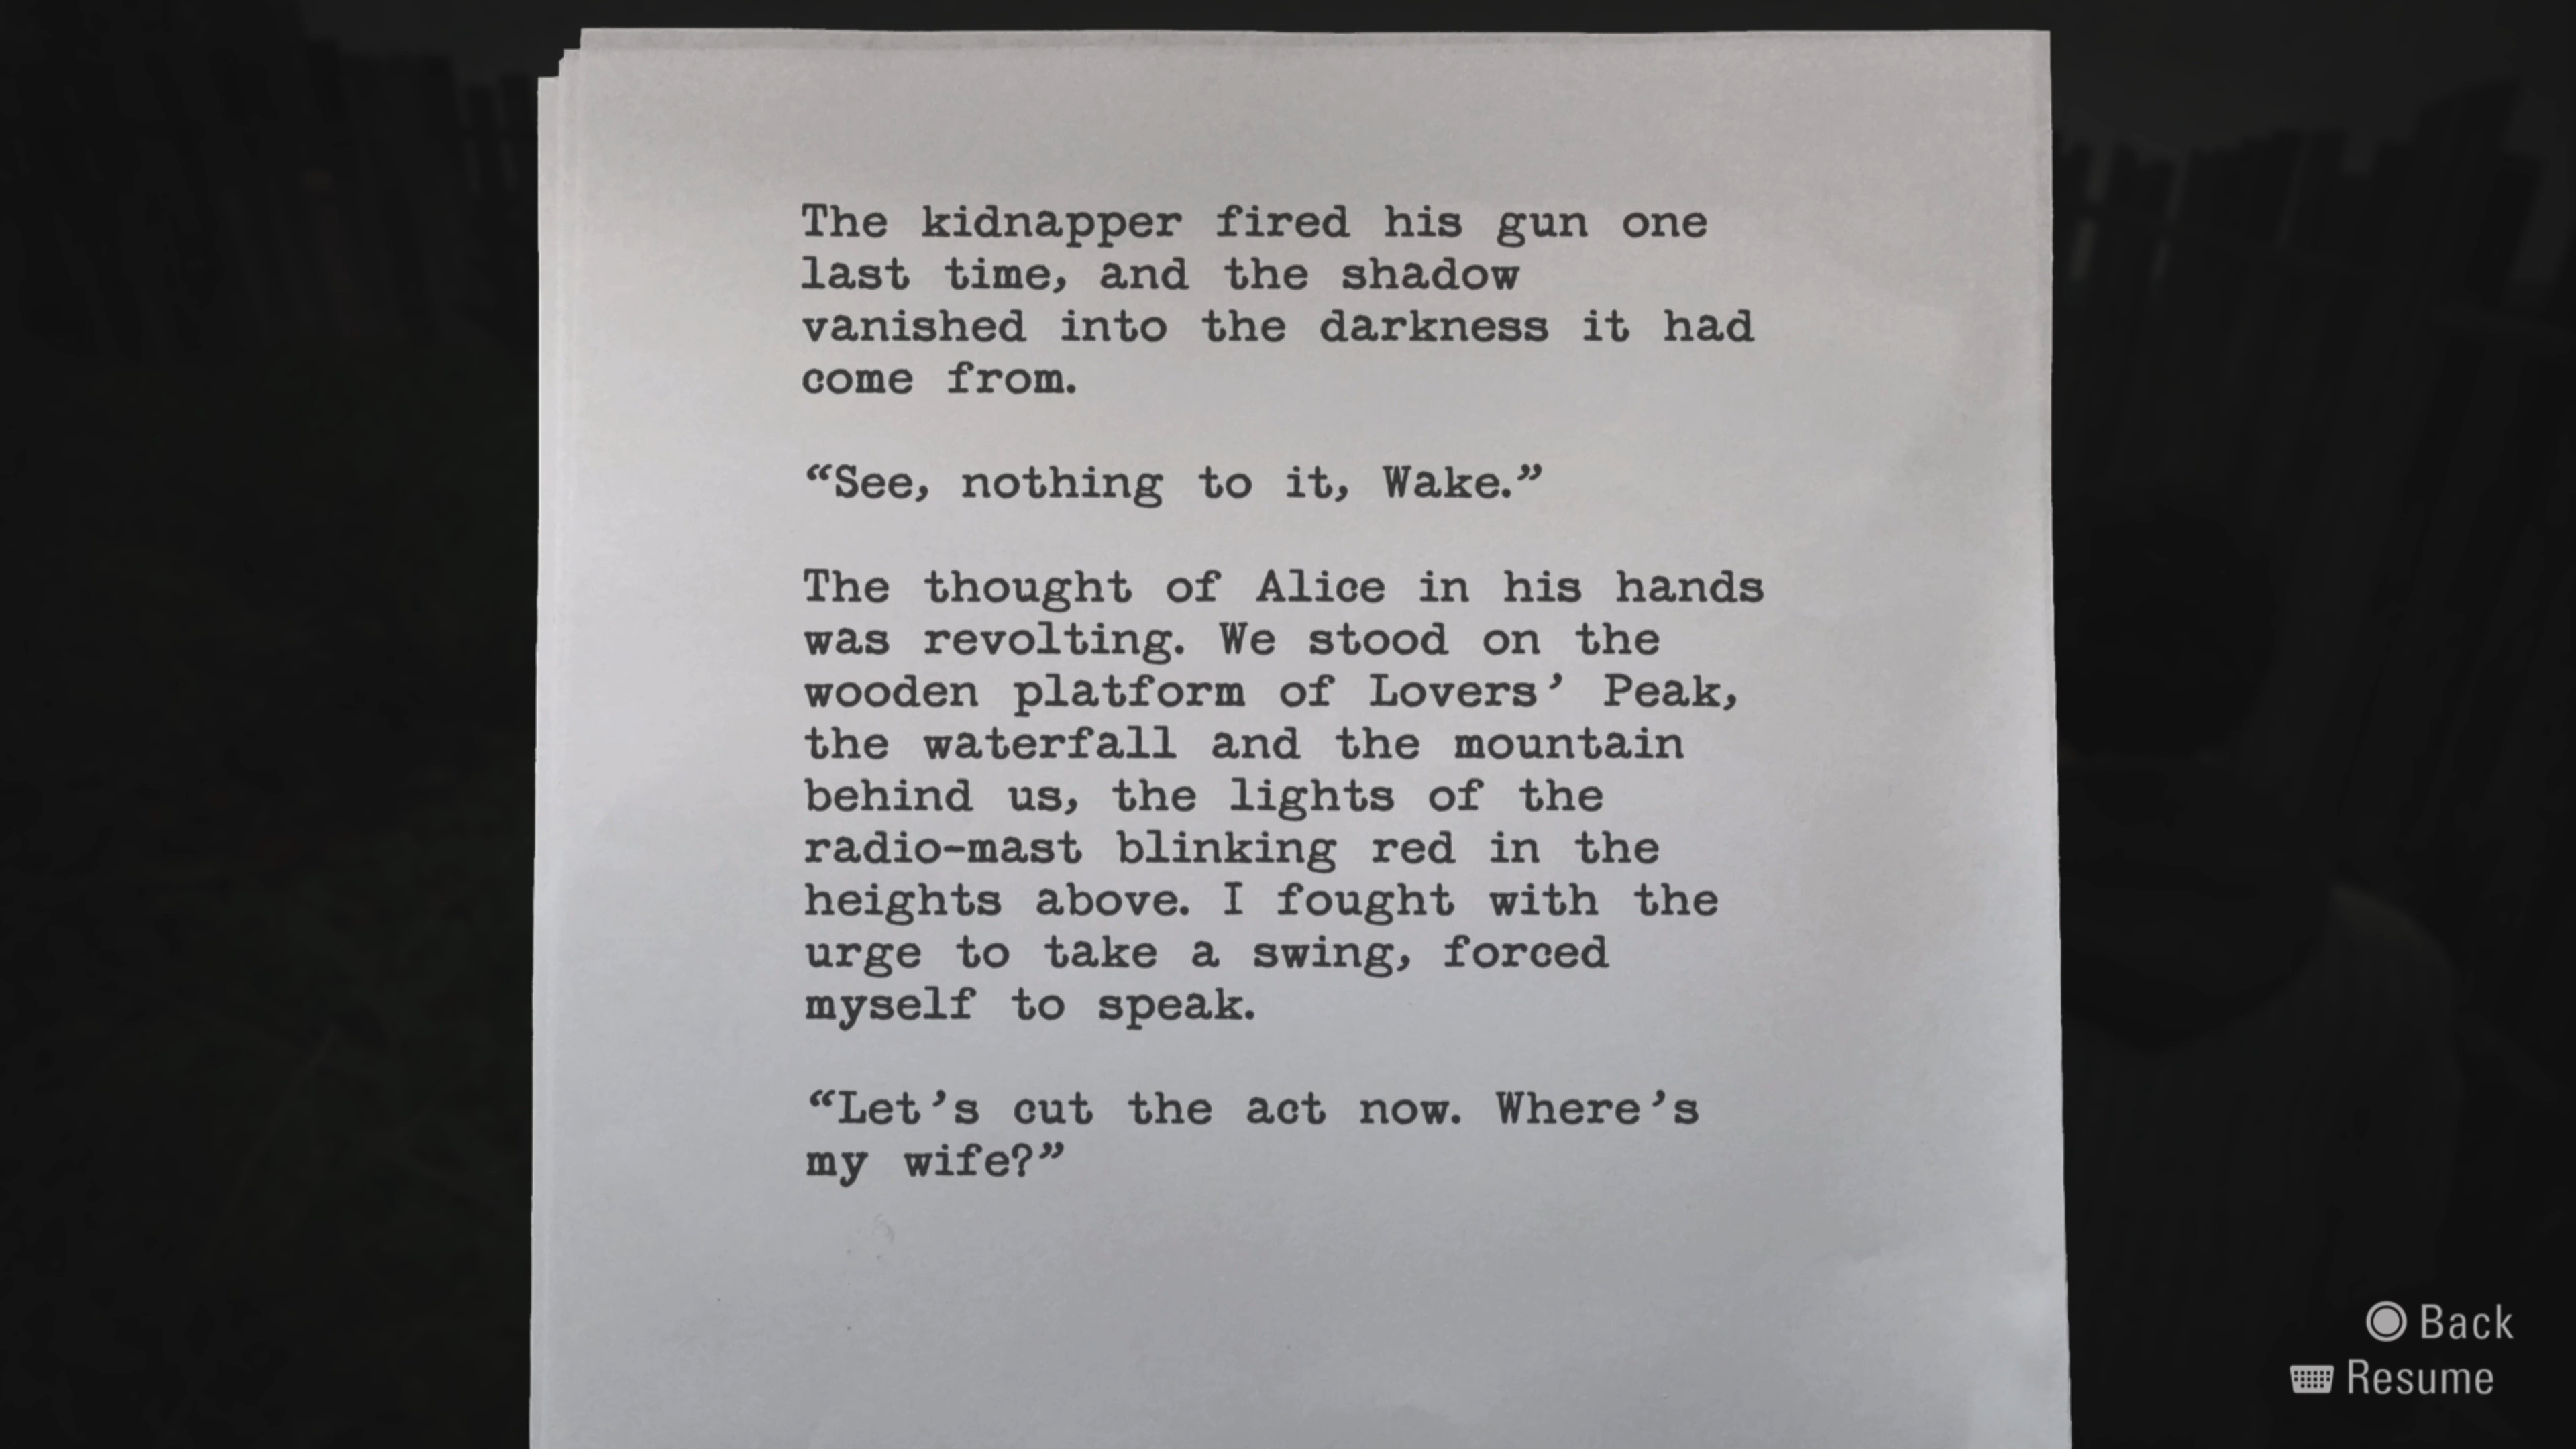 The kidnapper fired his gun one
last time, and the shadow
vanished into the darkness it had
come from.
“See, nothing to it, Wake.”
The thought of Alice in his hands
was revolting. We stood on the
wooden platform of Lovers’ Peak,
the waterfall and the mountain
behind us, the lights of the
radio-mast blinking red in the
heights above. I fought with the
urge to take a swing, forced
myself to speak.
“Let’s cut the act now. Where’s
my wife?”
Back
Resume